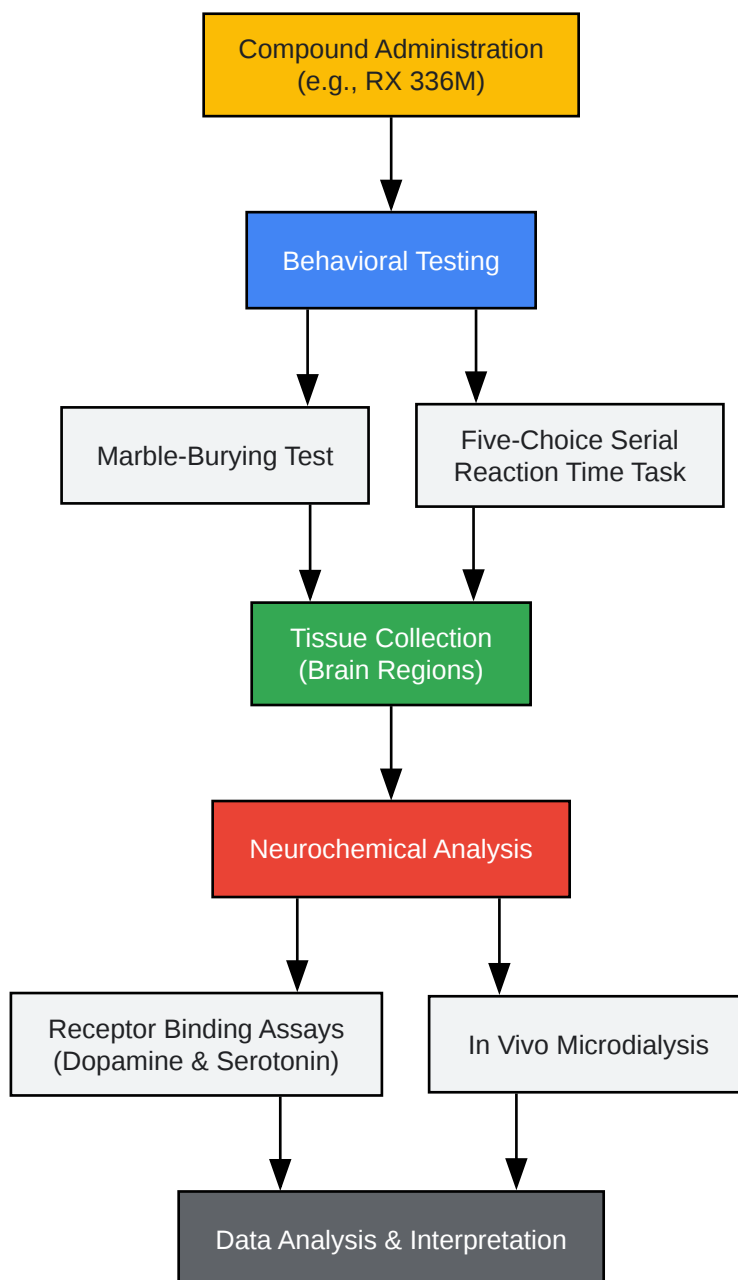 Compound Administration
(e.g., RX 336M)
Behavioral Testing
Marble-Burying Test
Five-Choice Serial
Reaction Time Task
Tissue Collection
(Brain Regions)
Neurochemical Analysis
Receptor Binding Assays
(Dopamine & Serotonin)
In Vivo Microdialysis
Data Analysis & Interpretation